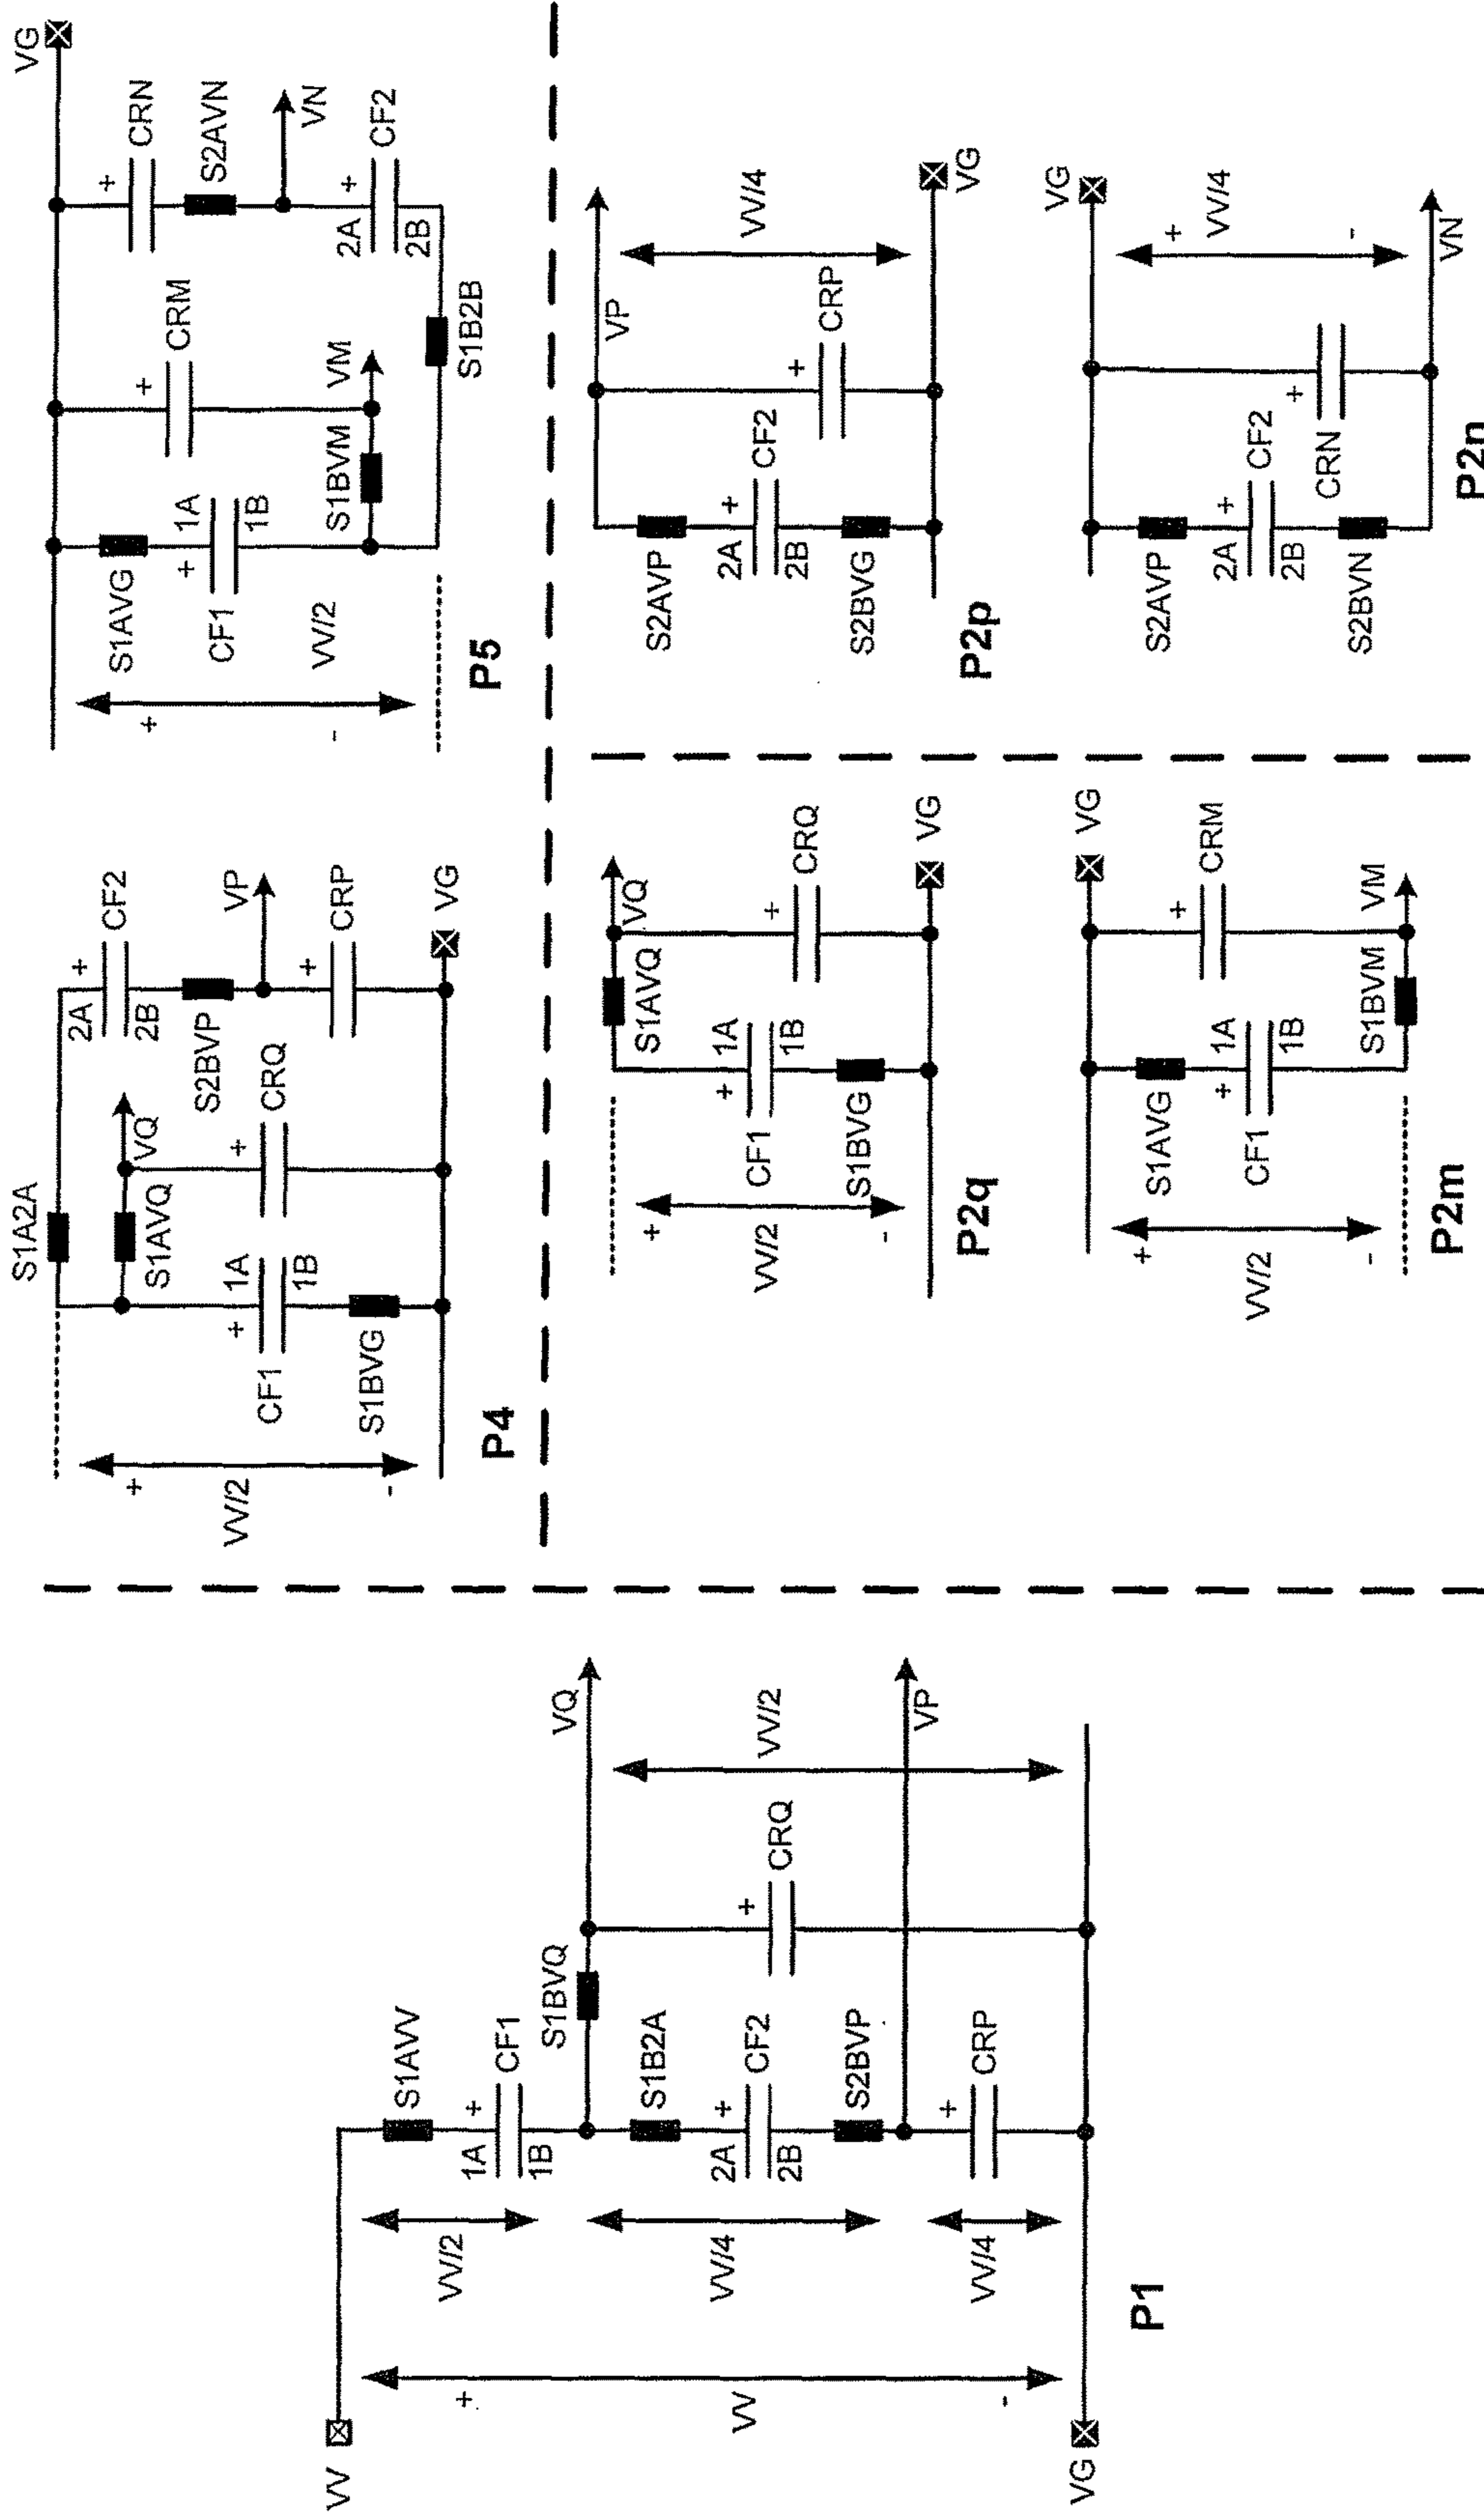 VV
VG
VV
+
-
VV/2
VV/4
VV/4
S1AVV
1A
+
1B
CF1
S1BVQ
S1B2A
2A
+
2B
CF2
S2BVP
+
CRP
+
CRQ
VQ
VV/2
VP
P1
VV/2
+
-
S1A2A
S1AVQ
VQ
CF1
+
1A
1B
S1BVG
+
CRQ
2A
+
2B
CF2
S2BVP
VP
+
CRP
VG
P4
+
-
VV/2
S1AVG
CF1
+
1A
1B
S1BVM
VM
+
CRM
S1B2B
+
CRN
S2AVN
VN
2A
+
2B
CF2
VG
P5
+
-
VV/2
CF1
+
1A
1B
S1BVG
S1AVQ
VQ
+
CRQ
VG
P2q
S2AVP
2A
+
2B
CF2
S2BVG
VP
+
CRP
VV/4
VG
P2p
+
-
VV/2
S1AVG
CF1
+
1A
1B
S1BVM
VM
+
CRM
VG
P2m
S2AVP
2A
+
2B
CF2
S2BVN
CRN
+
+
VV/4
-
VG
VN
P2n